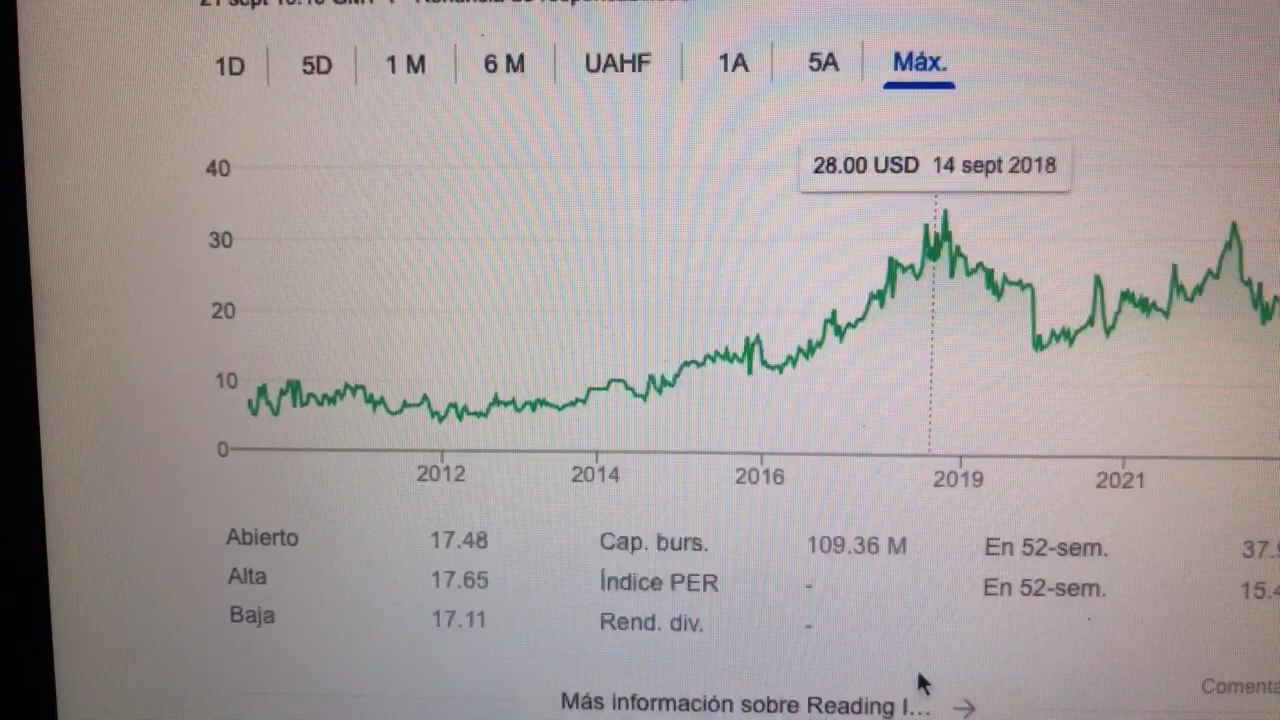 1D 5D 1 M 6 M UAHF 1A 5A Máx.
28.00 USD 14 sept 2018
40
30
20
10
0
2012 2014 2016 2019 2021
Abierto 17.48 Cap. burs. 109.36 M En 52-sem.
Alta 17.65 Índice PER - En 52-sem.
Baja 17.11 Rend. div. -
Más información sobre Reading I... →